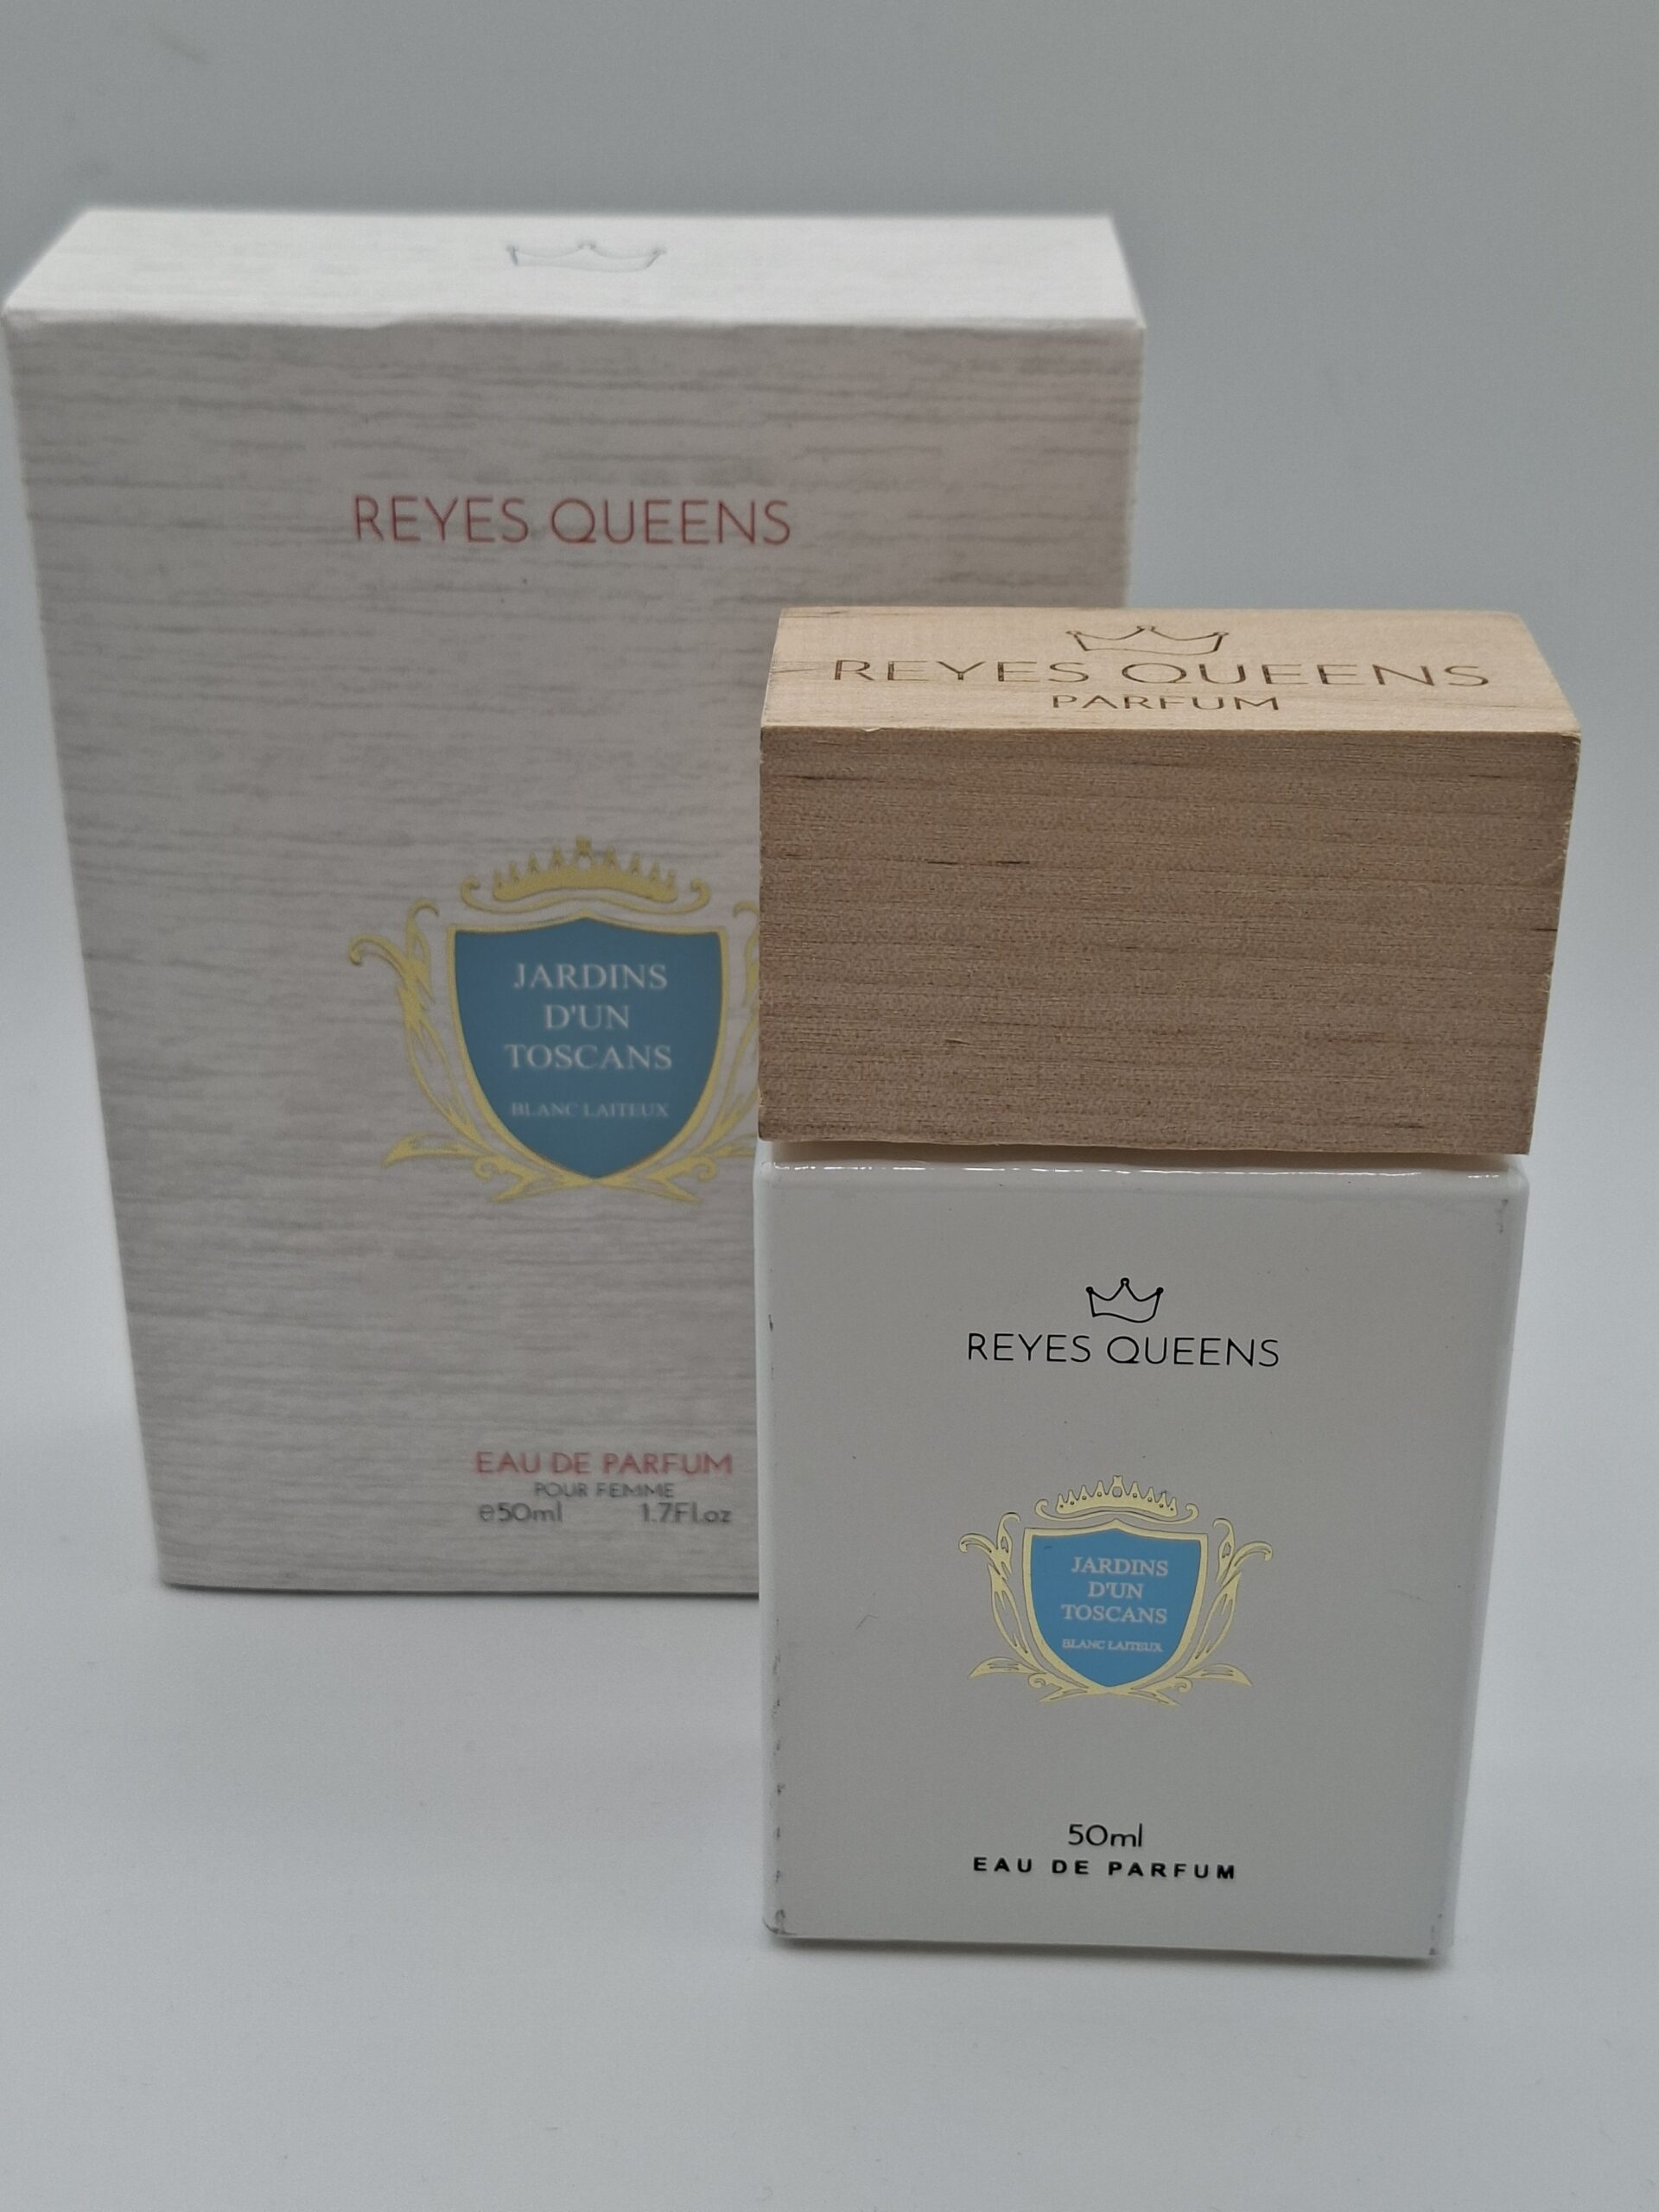 REYES QUEENS
JARDINS
D'UN
TOSCANS
BLANC LAITEUX
EAU DE PARFUM
POUR FEMME
e50ml 1.7Fl.oz
REYES QUEENS
PARFUM
REYES QUEENS
JARDINS
D'UN
TOSCANS
BLANC LAITEUX
50ml
EAU DE PARFUM